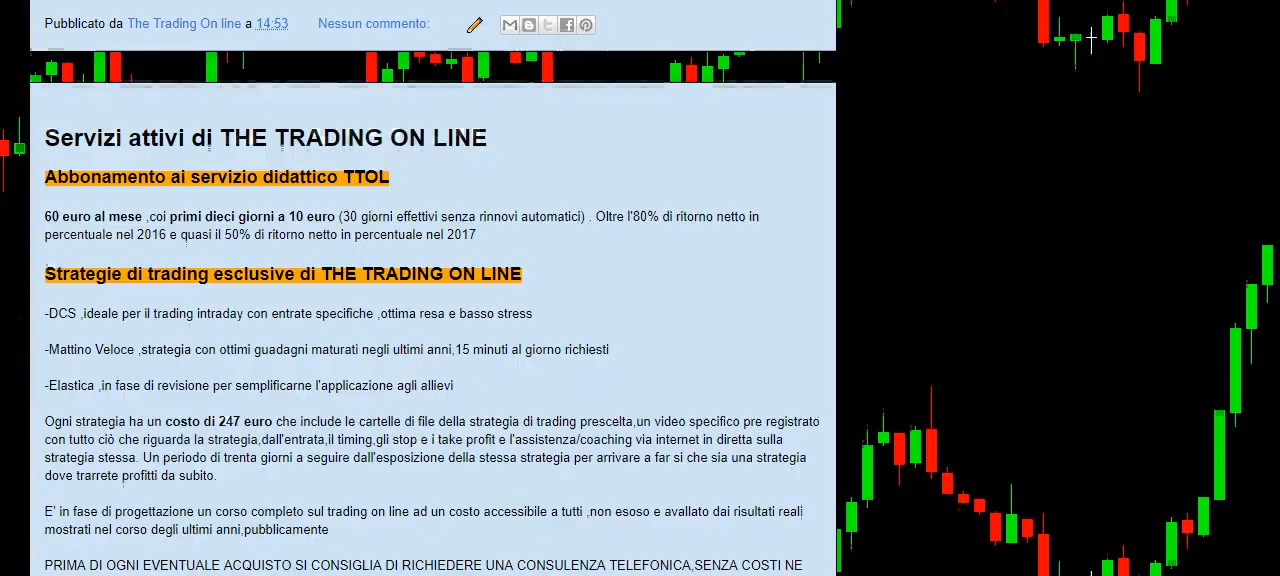 Pubblicato da The Trading On line a 14:53 Nessun commento:
Servizi attivi di THE TRADING ON LINE
Abbonamento ai servizio didattico TTOL
60 euro al mese ,coi primi dieci giorni a 10 euro (30 giorni effettivi senza rinnovi automatici) . Oltre l'80% di ritorno netto in
percentuale nel 2016 e quasi il 50% di ritorno netto in percentuale nel 2017
Strategie di trading esclusive di THE TRADING ON LINE
-DCS ,ideale per il trading intraday con entrate specifiche ,ottima resa e basso stress
-Mattino Veloce ,strategia con ottimi guadagni maturati negli ultimi anni,15 minuti al giorno richiesti
-Elastica ,in fase di revisione per semplificarne l'applicazione agli allievi
Ogni strategia ha un costo di 247 euro che include le cartelle di file della strategia di trading prescelta,un video specifico pre registrato
con tutto ciò che riguarda la strategia,dall'entrata,il timing,gli stop e i take profit e l'assistenza/coaching via internet in diretta sulla
strategia stessa. Un periodo di trenta giorni a seguire dall'esposizione della stessa strategia per arrivare a far si che sia una strategia
dove trarrete profitti da subito.
E' in fase di progettazione un corso completo sul trading on line ad un costo accessibile a tutti ,non esoso e avallato dai risultati reali
mostrati nel corso degli ultimi anni,pubblicamente
PRIMA DI OGNI EVENTUALE ACQUISTO SI CONSIGLIA DI RICHIEDERE UNA CONSULENZA TELEFONICA,SENZA COSTI NE